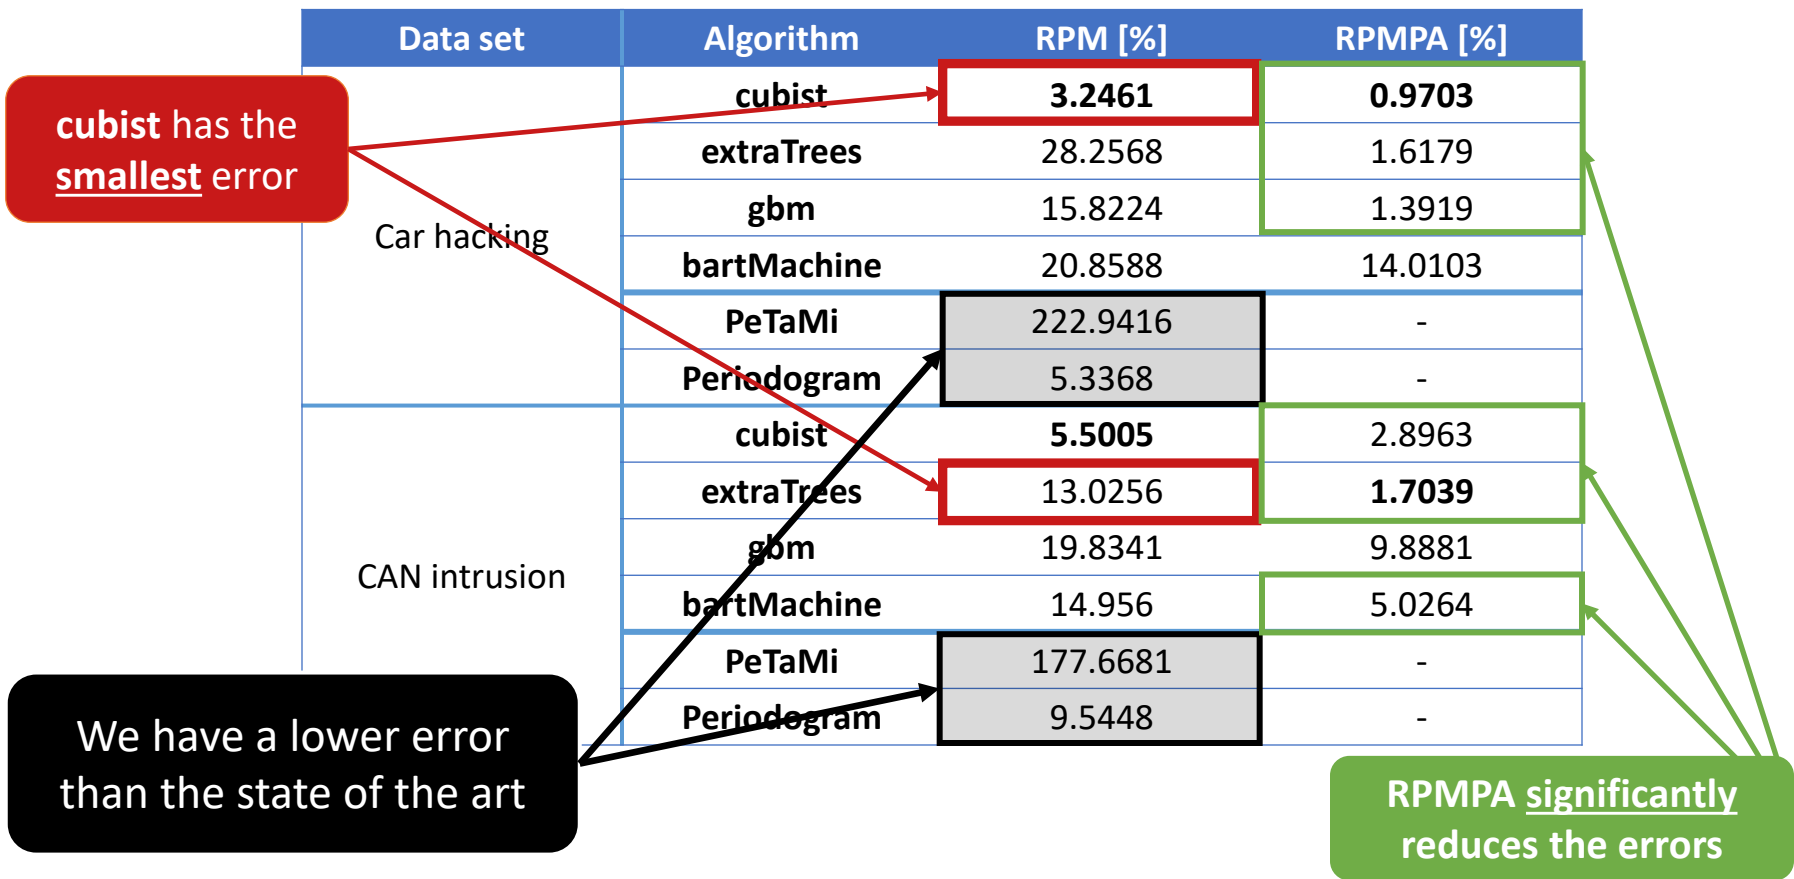 Data set Algorithm RPM [%] RPMPA [%]
cubist 3.2461 0.9703
extraTrees 28.2568 1.6179
gbm 15.8224 1.3919
Car hacking
bartMachine 20.8588 14.0103
PeTaMi 222.9416 -
Periodogram 5.3368 -
cubist 5.5005 2.8963
extraTrees 13.0256 1.7039
gbm 19.8341 9.8881
CAN intrusion
bartMachine 14.956 5.0264
PeTaMi 177.6681 -
Periodogram 9.5448 -
cubist has the
smallest error
We have a lower error
than the state of the art
RPMPA significantly
reduces the errors